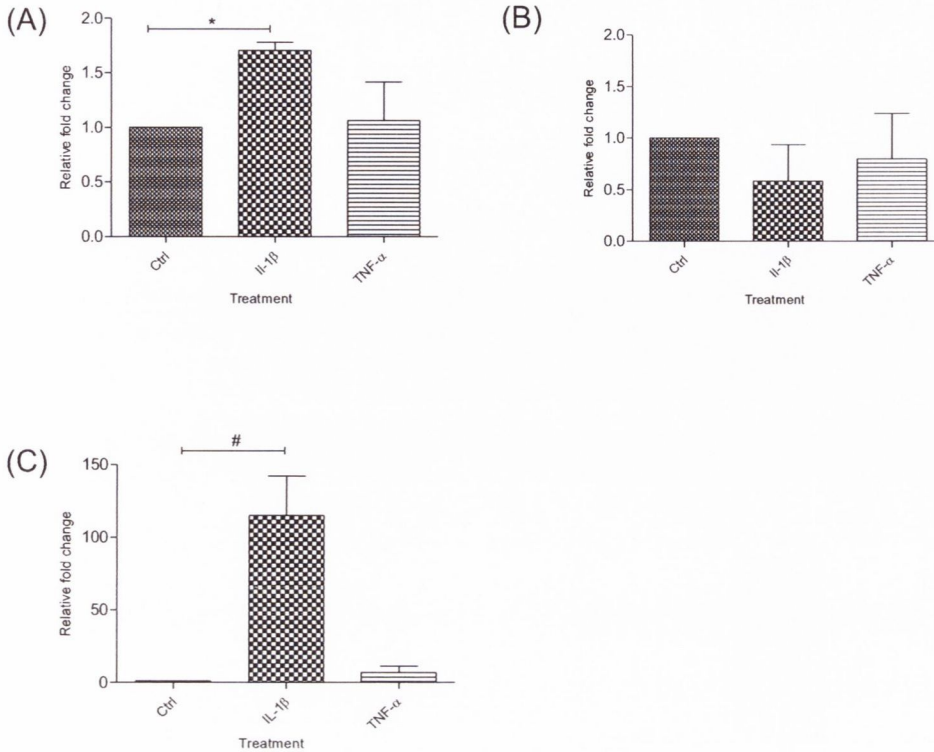 (A)
*
Relative fold change
2.0
1.5
1.0
0.5
0.0
Ctrl
Il-1β
TNF-α
Treatment
(B)
Relative fold change
2.0
1.5
1.0
0.5
0.0
Ctrl
Il-1β
TNF-α
Treatment
(C)
#
Relative fold change
150
100
50
0
Ctrl
IL-1β
TNF-α
Treatment